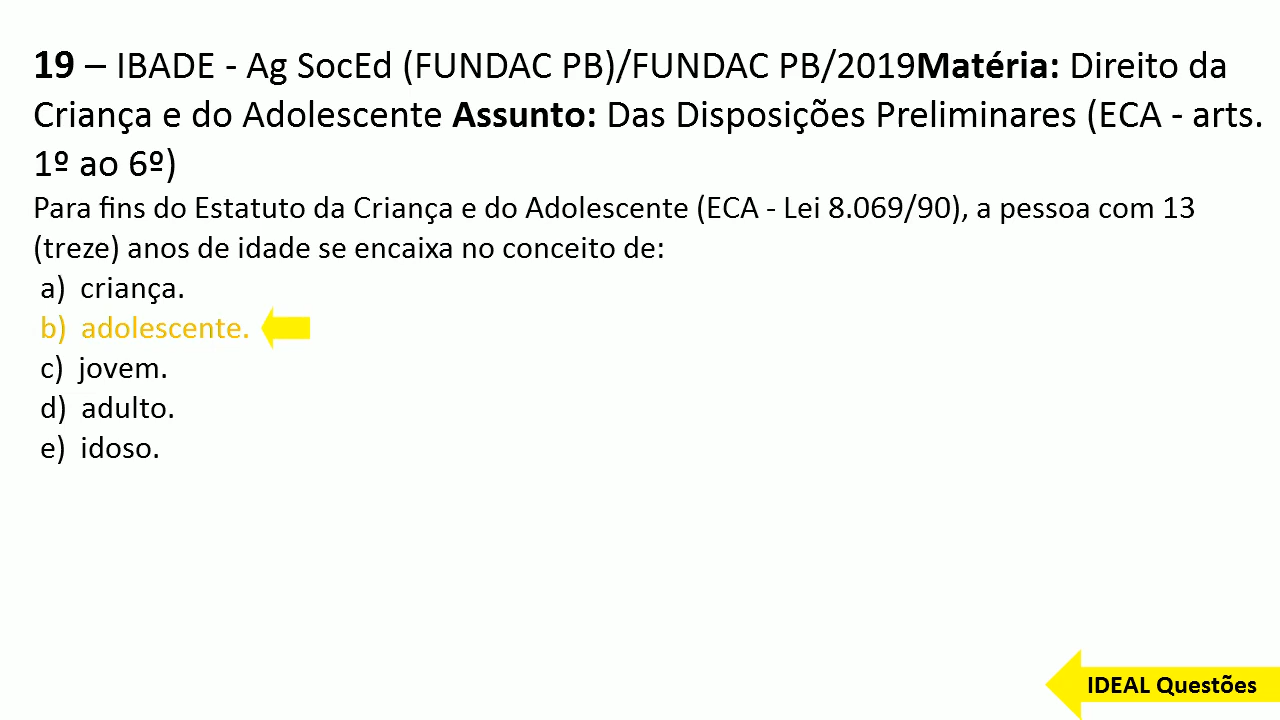 19 – IBADE - Ag SocEd (FUNDAC PB)/FUNDAC PB/2019Matéria: Direito da
Criança e do Adolescente Assunto: Das Disposições Preliminares (ECA - arts.
1º ao 6º)
Para fins do Estatuto da Criança e do Adolescente (ECA - Lei 8.069/90), a pessoa com 13
(treze) anos de idade se encaixa no conceito de:
a) criança.
b) adolescente.
c) jovem.
d) adulto.
e) idoso.
IDEAL Questões